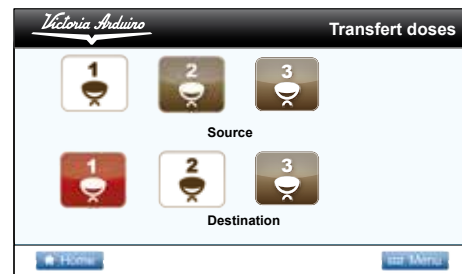 Victoria Arduino
Transfert doses
1 2 3
Source
1 2 3
Destination
Home
Menu